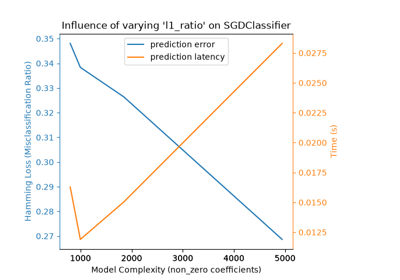 Influence of varying 'l1_ratio' on SGDClassifier
prediction error
prediction latency
Hamming Loss (Misclassification Ratio)
0.35
0.34
0.33
0.32
0.31
0.30
0.29
0.28
0.27
0.0275
0.0250
0.0225
0.0200
0.0175
0.0150
0.0125
Time (s)
1000 2000 3000 4000 5000
Model Complexity (non_zero coefficients)